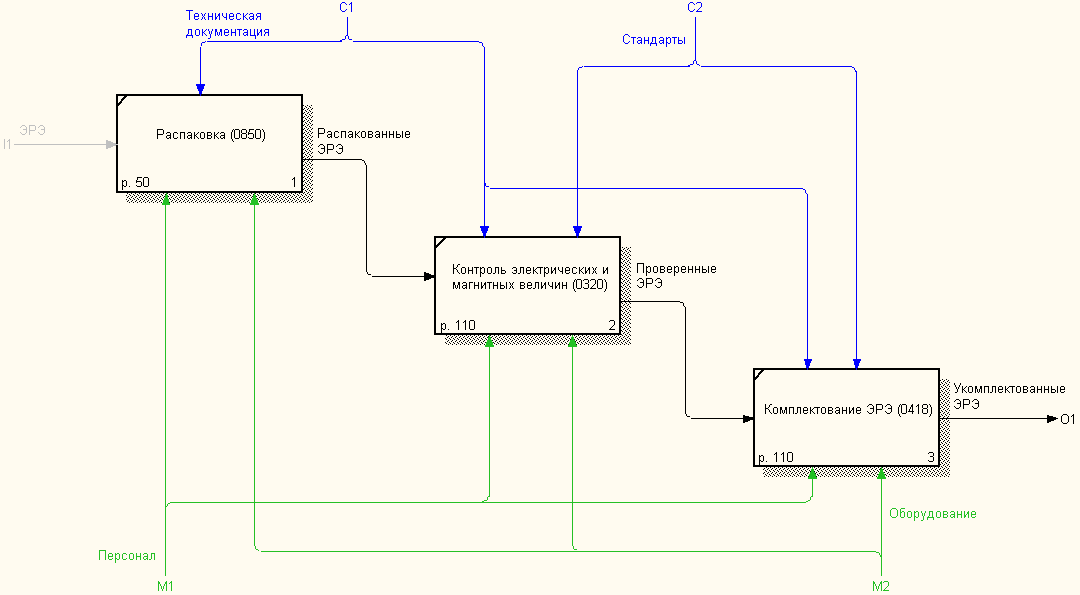 C1
C2
Техническая
документация
Стандарты
ЭРЭ
I1
Распаковка (0850)
р. 50
1
Распакованные
ЭРЭ
Контроль электрических и
магнитных величин (0320)
р. 110
2
Проверенные
ЭРЭ
Комплектование ЭРЭ (0418)
р. 110
3
Укомплектованные
ЭРЭ
O1
Оборудование
Персонал
M1
M2